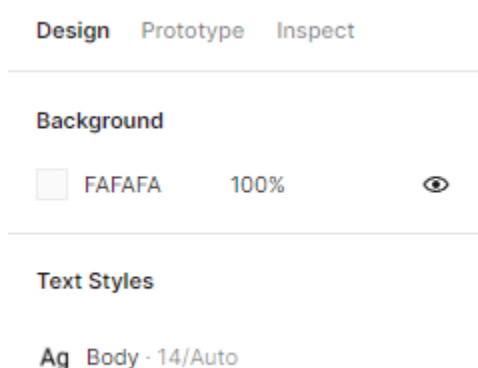 Design Prototype Inspect
Background
FAFAFA 100%
Text Styles
Ag Body · 14/Auto